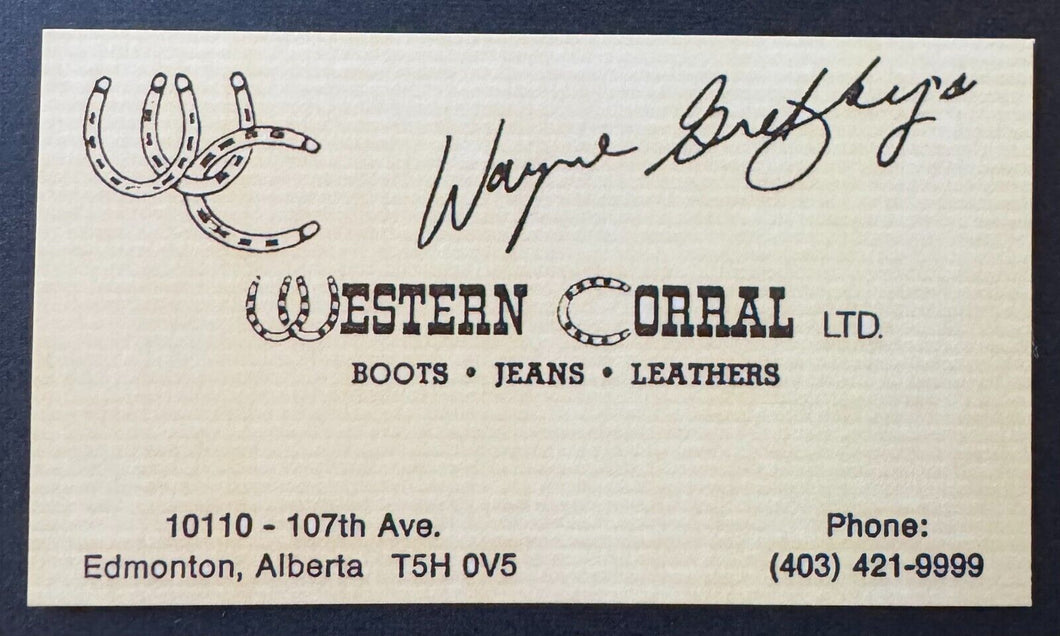 WC
Wayne Gretzky's
WESTERN CORRAL LTD.
BOOTS • JEANS • LEATHERS
10110 - 107th Ave.
Edmonton, Alberta T5H 0V5
Phone:
(403) 421-9999